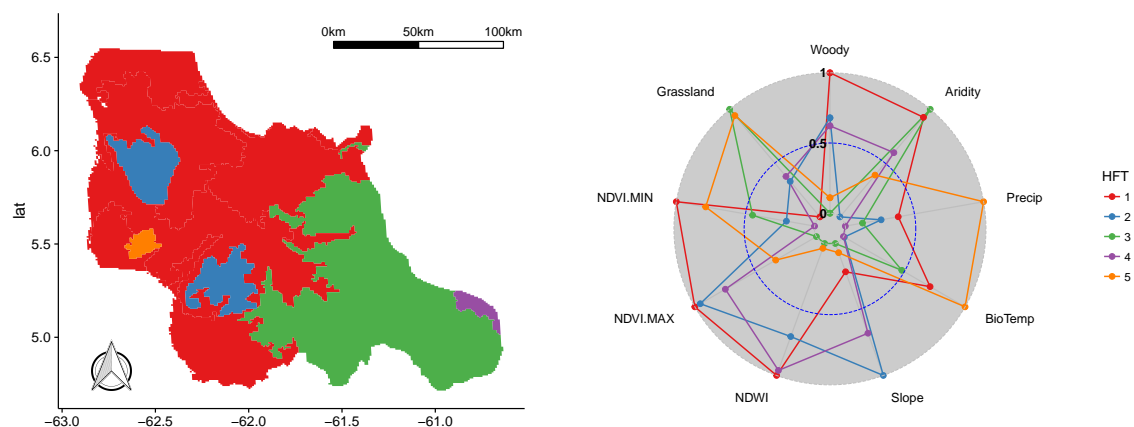 0km 50km 100km
lat
6.5
6.0
5.5
5.0
−63.0 −62.5 −62.0 −61.5 −61.0
Woody
Grassland Aridity
NDVI.MIN Precip
NDVI.MAX BioTemp
NDWI Slope
1
0.5
0
HFT
1
2
3
4
5